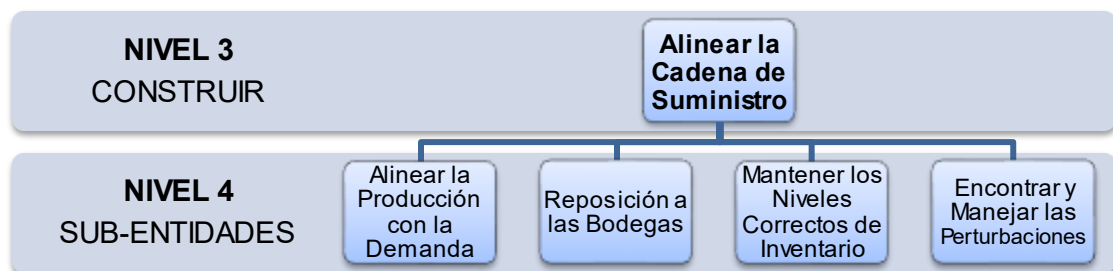 NIVEL 3
CONSTRUIR
Alinear la
Cadena de
Suministro
NIVEL 4
SUB-ENTIDADES
Alinear la
Producción
con la
Demanda
Reposición a
las Bodegas
Mantener los
Niveles
Correctos de
Inventario
Encontrar y
Manejar las
Perturbaciones